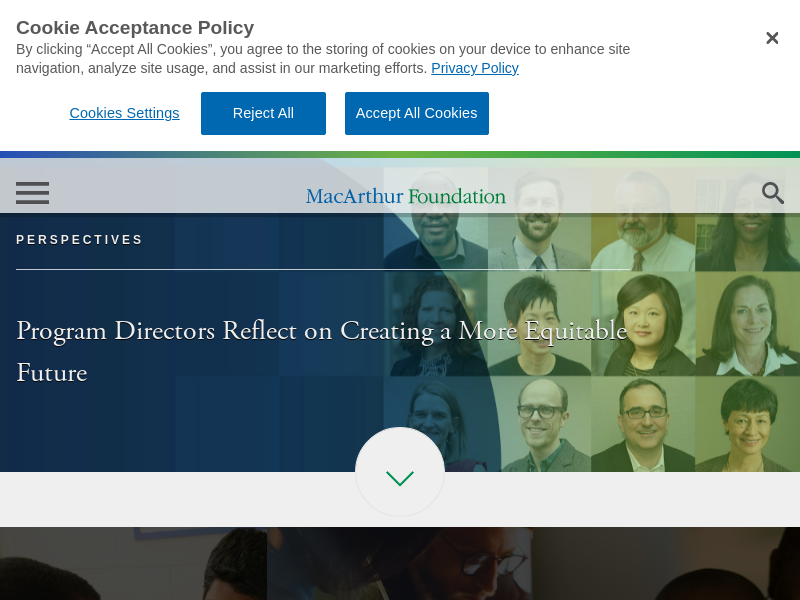 Cookie Acceptance Policy
By clicking “Accept All Cookies”, you agree to the storing of cookies on your device to enhance site
navigation, analyze site usage, and assist in our marketing efforts. Privacy Policy
Cookies Settings
Reject All
Accept All Cookies
MacArthur Foundation
PERSPECTIVES
Program Directors Reflect on Creating a More Equitable
Future